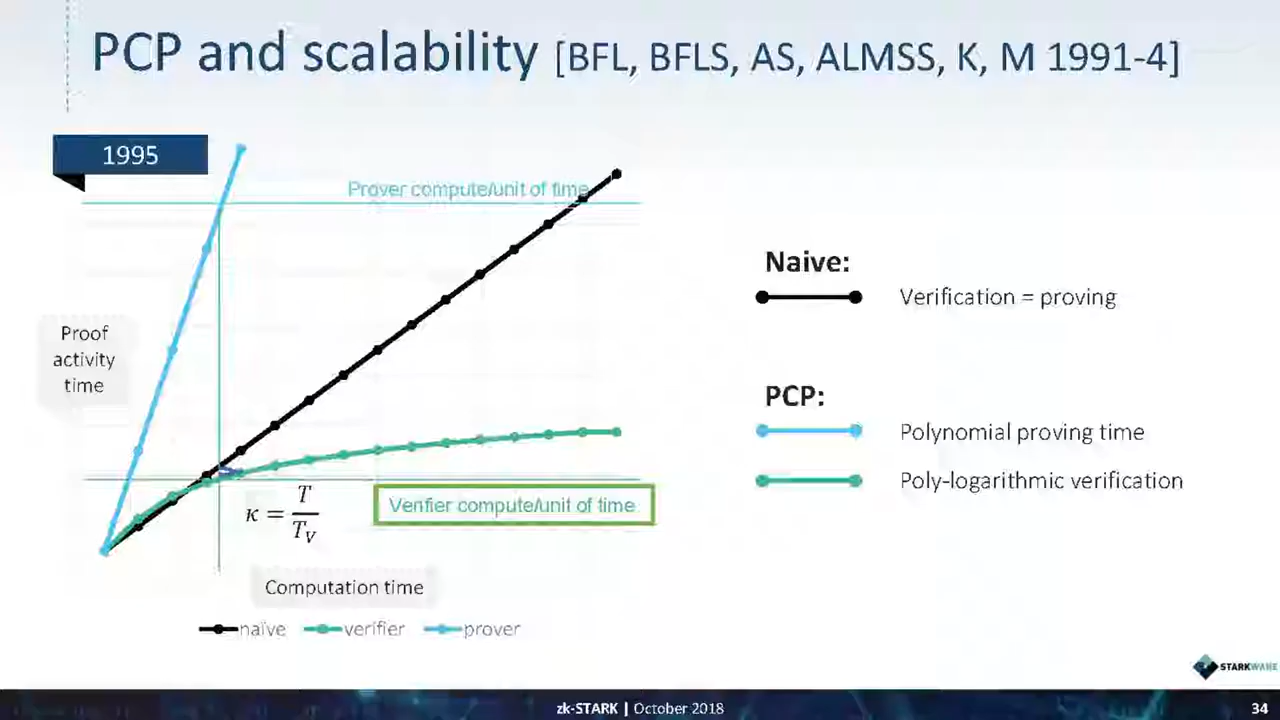 PCP and scalability [BFL, BFLS, AS, ALMSS, K, M 1991-4]
1995
Prover compute/unit of time
Proof
activity
time
κ = T / T_V
Verifier compute/unit of time
Computation time
naïve verifier prover
Naive:
Verification = proving
PCP:
Polynomial proving time
Poly-logarithmic verification
STARKWARE
zk-STARK | October 2018
34